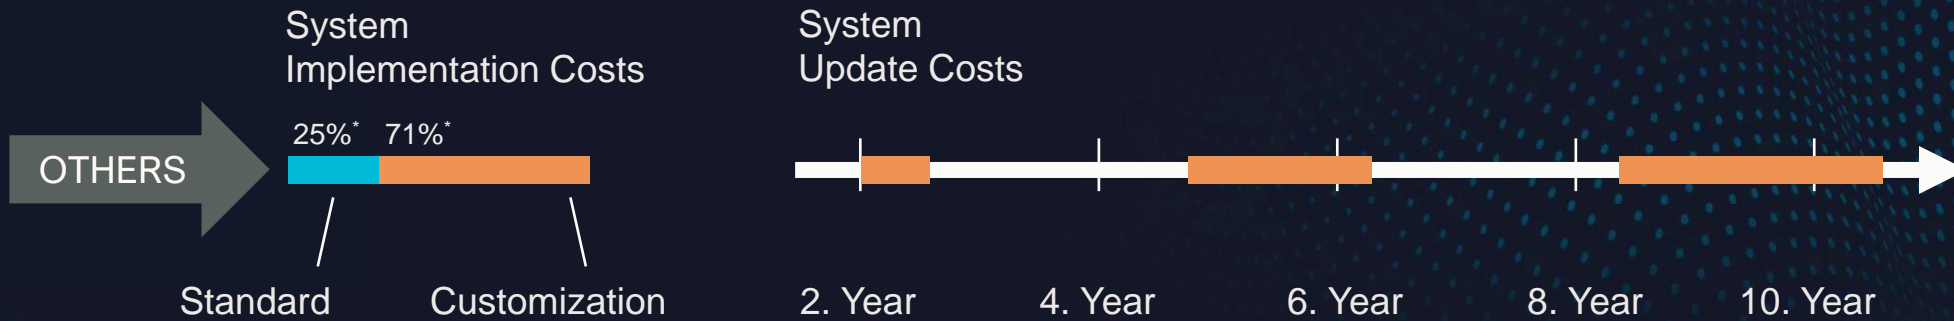 System
Implementation Costs
System
Update Costs
25%* 71%*
OTHERS
Standard
Customization
2. Year
4. Year
6. Year
8. Year
10. Year